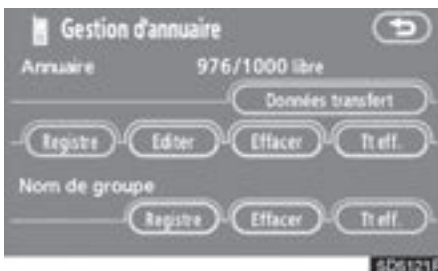 Gestion d'annuaire
Annuaire 976/1000 libre
Données transfert
Registre Editer Effacer Tt eff.
Nom de groupe
Registre Effacer Tt eff.